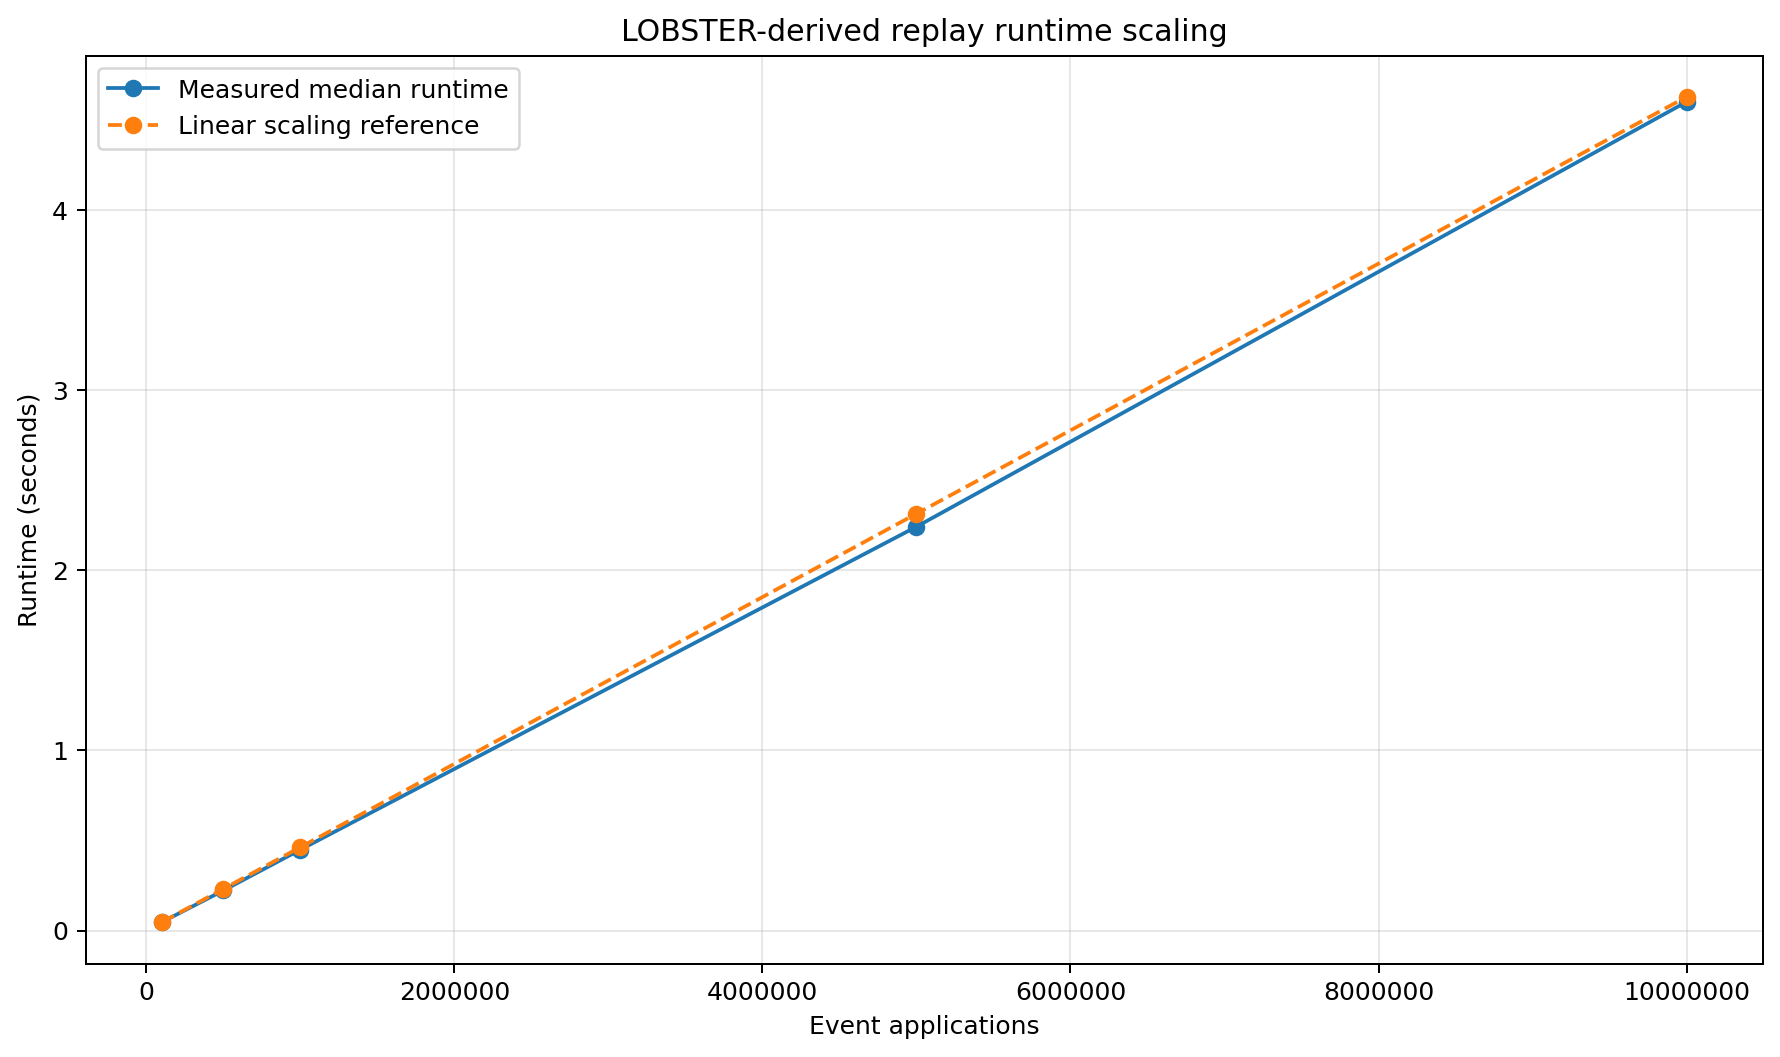 LOBSTER-derived replay runtime scaling
Measured median runtime
Linear scaling reference
Runtime (seconds)
4
3
2
1
0
0
2000000
4000000
6000000
8000000
10000000
Event applications